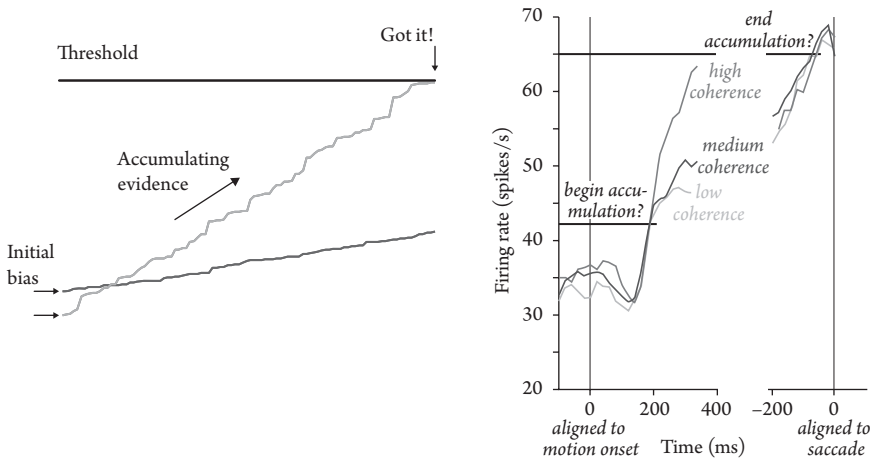 Threshold
Got it!
Accumulating
evidence
Initial
bias
70
60
50
40
30
20
Firing rate (spikes/s)
end
accumulation?
high
coherence
medium
coherence
low
coherence
begin accu-
mulation?
0 200 400
−200 0
aligned to
motion onset
Time (ms)
aligned to
saccade